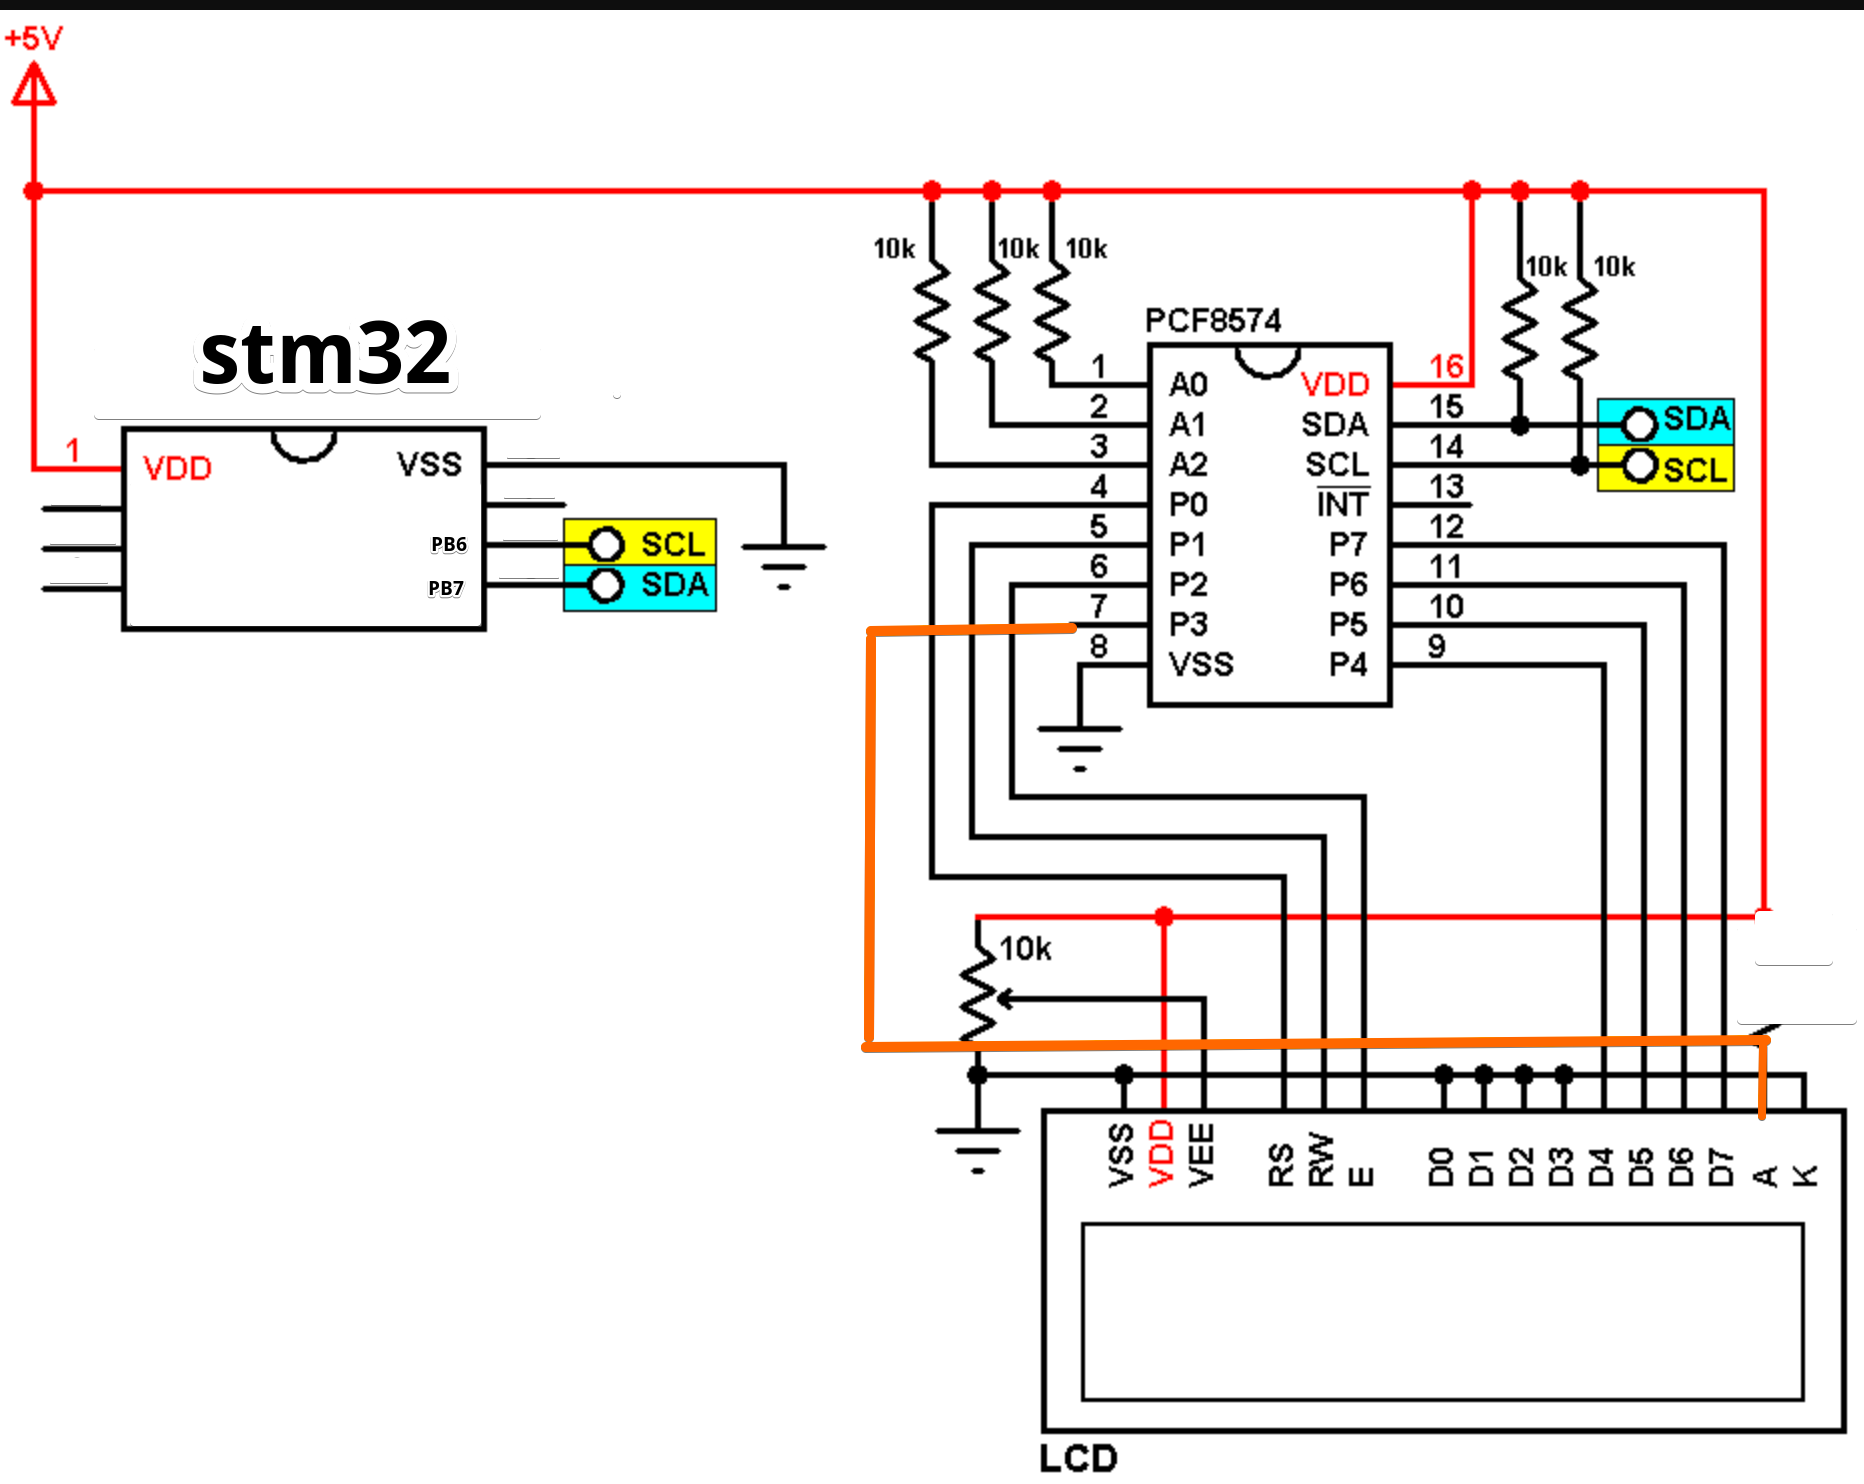 +5V
10k
10k
10k
10k
10k
stm32
PCF8574
1
VDD
VSS
PB6
SCL
PB7
SDA
1
A0
VDD
16
2
A1
SDA
15
SDA
3
A2
SCL
14
SCL
4
P0
INT
13
5
P1
P7
12
6
P2
P6
11
7
P3
P5
10
8
VSS
P4
9
10k
VSS
VDD
VEE
RS
RW
E
D0
D1
D2
D3
D4
D5
D6
D7
A
K
LCD